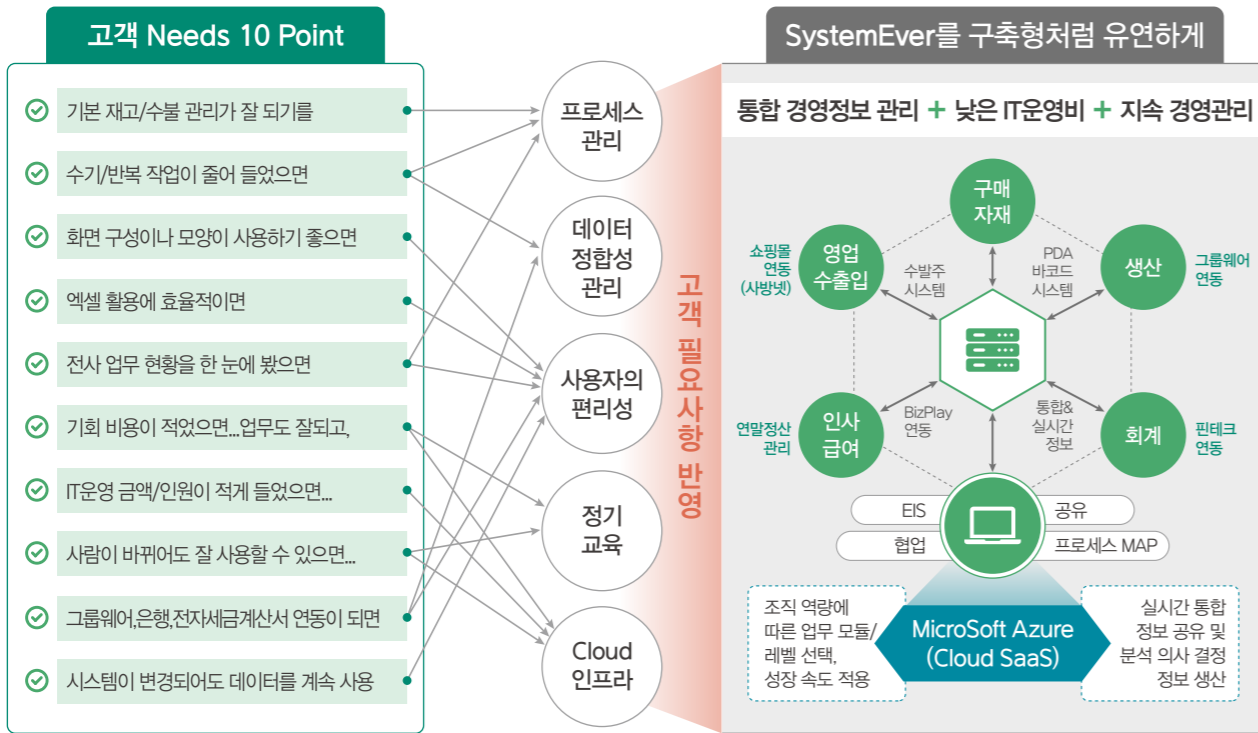 고객 Needs 10 Point
기본 재고/수불 관리가 잘 되기를
수기/반복 작업이 줄어 들었으면
화면 구성이나 모양이 사용하기 좋으면
엑셀 활용에 효율적이면
전사 업무 현황을 한 눈에 봤으면
기회 비용이 적었으면...업무도 잘되고,
IT운영 금액/인원이 적게 들었으면...
사람이 바뀌어도 잘 사용할 수 있으면...
그룹웨어,은행,전자세금계산서 연동이 되면
시스템이 변경되어도 데이터를 계속 사용
프로세스
관리
데이터
정합성
관리
사용자의
편리성
정기
교육
Cloud
인프라
고객 필요사항 반영
SystemEver를 구축형처럼 유연하게
통합 경영정보 관리 + 낮은 IT운영비 + 지속 경영관리
구매
자재
쇼핑몰
연동
(사방넷)
영업
수출입
수발주
시스템
PDA
바코드
시스템
생산
그룹웨어
연동
연말정산
관리
인사
급여
BizPlay
연동
통합&
실시간
정보
회계
핀테크
연동
EIS
공유
협업
프로세스 MAP
조직 역량에
따른 업무 모듈/
레벨 선택,
성장 속도 적용
MicroSoft Azure
(Cloud SaaS)
실시간 통합
정보 공유 및
분석 의사 결정
정보 생산